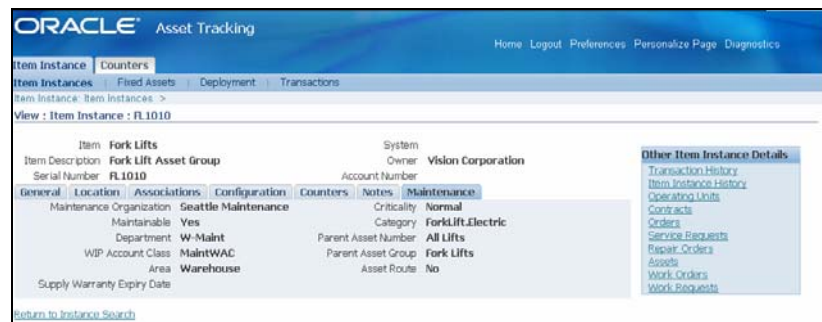 ORACLE® Asset Tracking
Home Logout Preferences Personalize Page Diagnostics
Item Instance Counters
Item Instances | Fixed Assets | Deployment | Transactions
Item Instance: Item Instances >
View : Item Instance : FL1010
Item Fork Lifts System
Item Description Fork Lift Asset Group Owner Vision Corporation
Serial Number FL1010 Account Number
General Location Associations Configuration Counters Notes Maintenance
Maintenance Organization Seattle Maintenance Criticality Normal
Maintainable Yes Category ForkLift.Electric
Department W-Maint Parent Asset Number All Lifts
WIP Account Class MaintWAC Parent Asset Group Fork Lifts
Area Warehouse Asset Route No
Supply Warranty Expiry Date
Other Item Instance Details
Transaction History
Item Instance History
Operating Units
Contracts
Orders
Service Requests
Repair Orders
Assets
Work Orders
Work Requests
Return to Instance Search